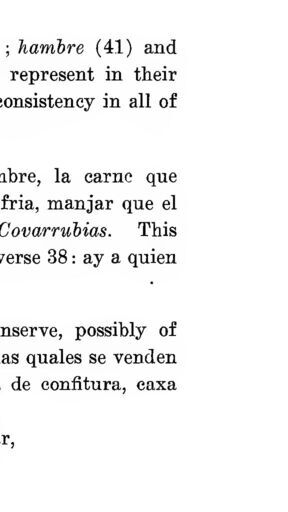 ; hambre (41) and
represent in their
consistency in all of
mbre, la carne que
fria, manjar que el
Covarrubias. This
verse 38: ay a quien
nserve, possibly of
las quales se venden
de confitura, caxa
r,